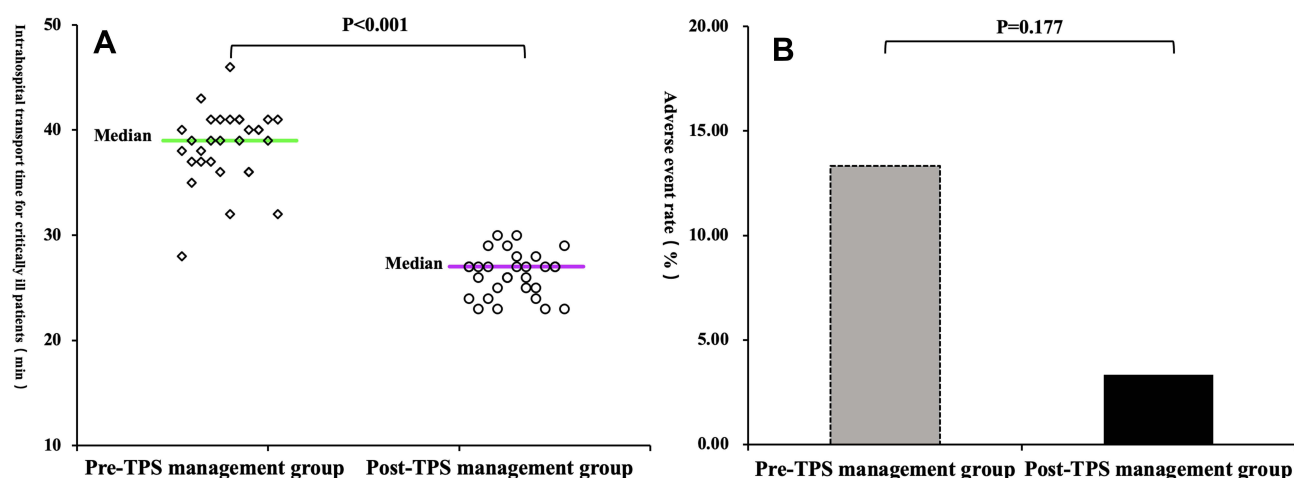 A
P<0.001
Intrahospital transport time for critically ill patients ( min )
50
40
30
20
10
Median
Median
Pre-TPS management group
Post-TPS management group
B
P=0.177
Adverse event rate ( % )
20.00
15.00
10.00
5.00
0.00
Pre-TPS management group
Post-TPS management group